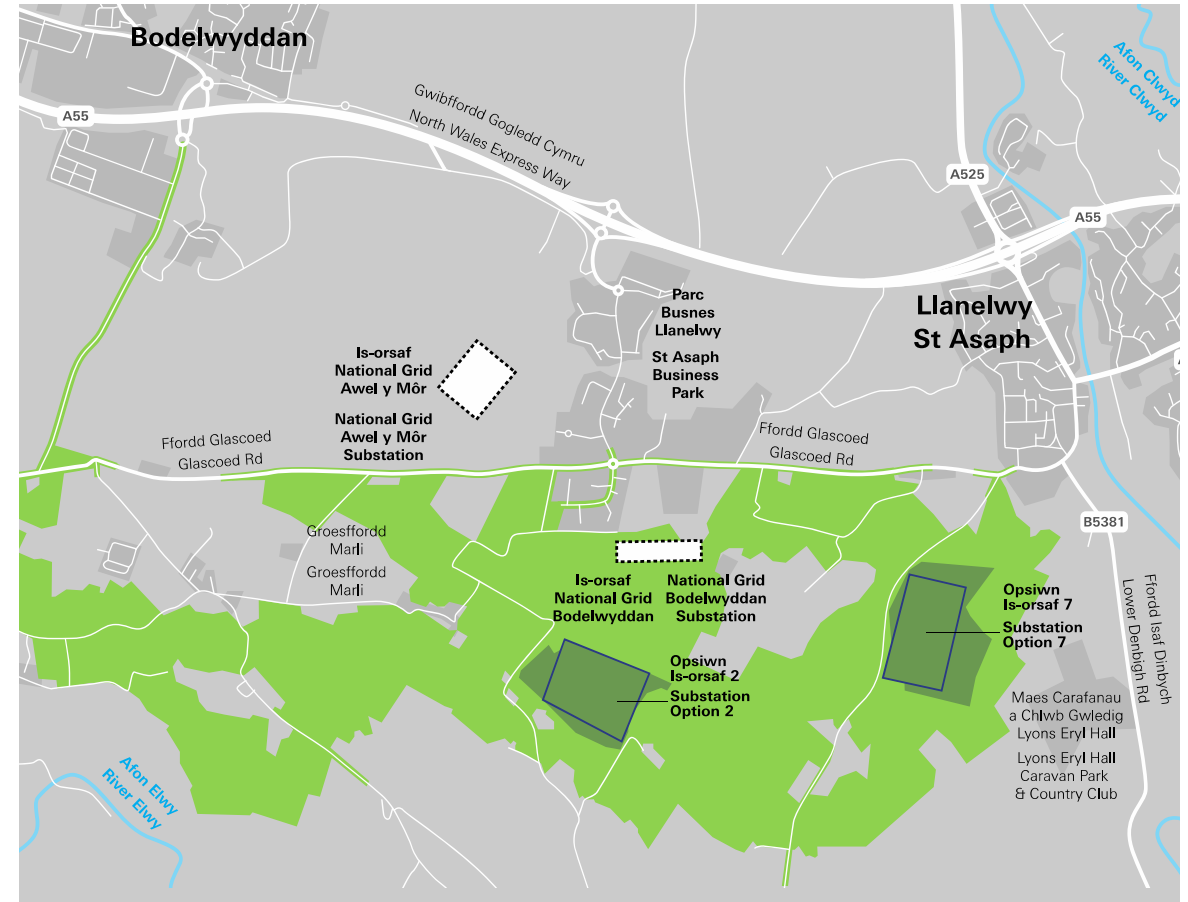 Bodelwyddan
A55
Gwibffordd Gogledd Cymru
North Wales Express Way
Afon Clwyd
River Clwyd
A525
A55
Llanelwy
St Asaph
Parc
Busnes
Llanelwy
St Asaph
Business
Park
Is-orsaf
National Grid
Awel y Môr
National Grid
Awel y Môr
Substation
Ffordd Glascoed
Glascoed Rd
Ffordd Glascoed
Glascoed Rd
B5381
Groesffordd
Marli
Groesffordd
Marli
Is-orsaf
National Grid
Bodelwyddan
National Grid
Bodelwyddan
Substation
Opsiwn
Is-orsaf 7
Substation
Option 7
Ffordd Isaf Dinbych
Lower Denbigh Rd
Opsiwn
Is-orsaf 2
Substation
Option 2
Maes Carafanau
a Chlwb Gwledig
Lyons Eryl Hall
Lyons Eryl Hall
Caravan Park
& Country Club
Afon Elwy
River Elwy